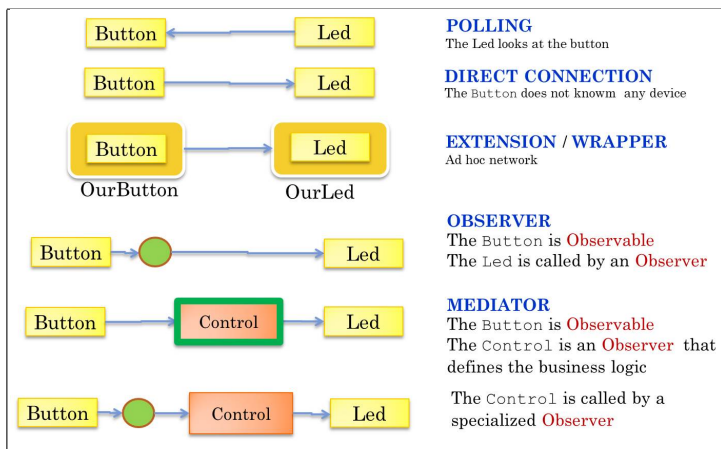 Button Led POLLING
The Led looks at the button
Button Led DIRECT CONNECTION
The Button does not knowm any device
Button Led EXTENSION / WRAPPER
Ad hoc network
OurButton OurLed
OBSERVER
The Button is Observable
Button Led The Led is called by an Observer
MEDIATOR
Button Control Led The Button is Observable
The Control is an Observer that
defines the business logic
Button Control Led The Control is called by a
specialized Observer